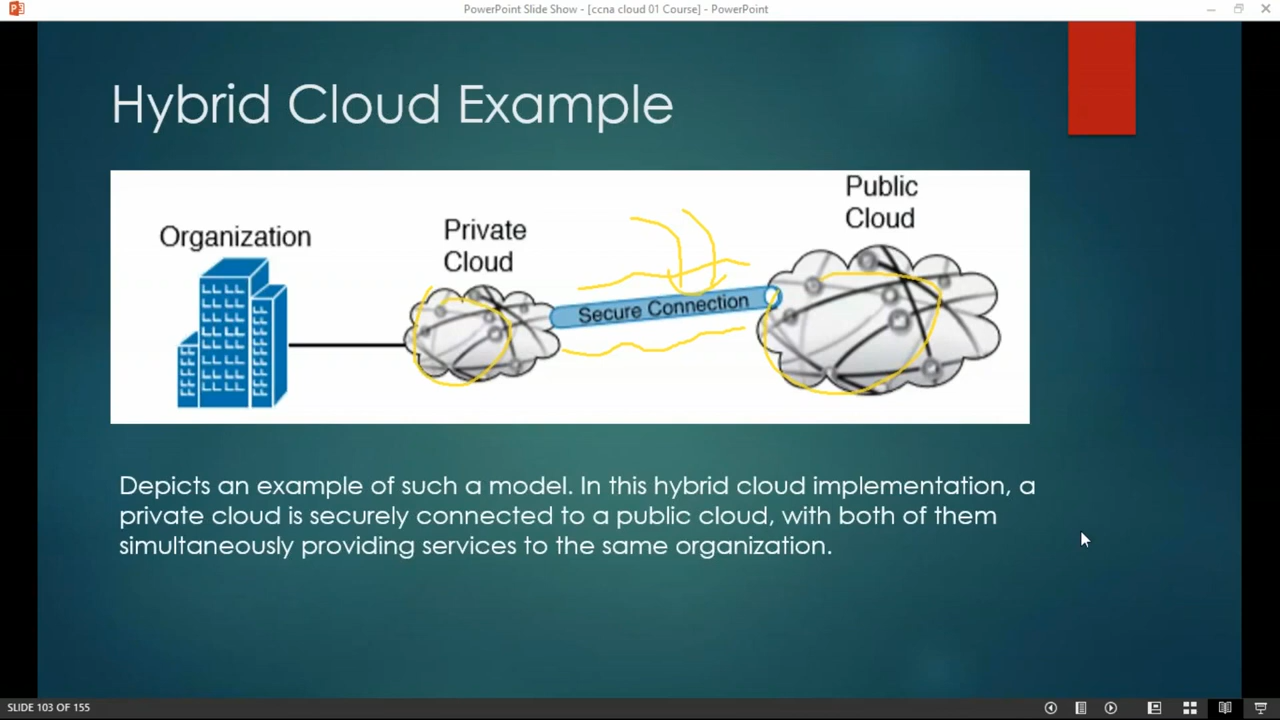 PowerPoint Slide Show - [ccna cloud 01 Course] - PowerPoint
Hybrid Cloud Example
Organization
Private
Cloud
Secure Connection
Public
Cloud
Depicts an example of such a model. In this hybrid cloud implementation, a
private cloud is securely connected to a public cloud, with both of them
simultaneously providing services to the same organization.
SLIDE 103 OF 155